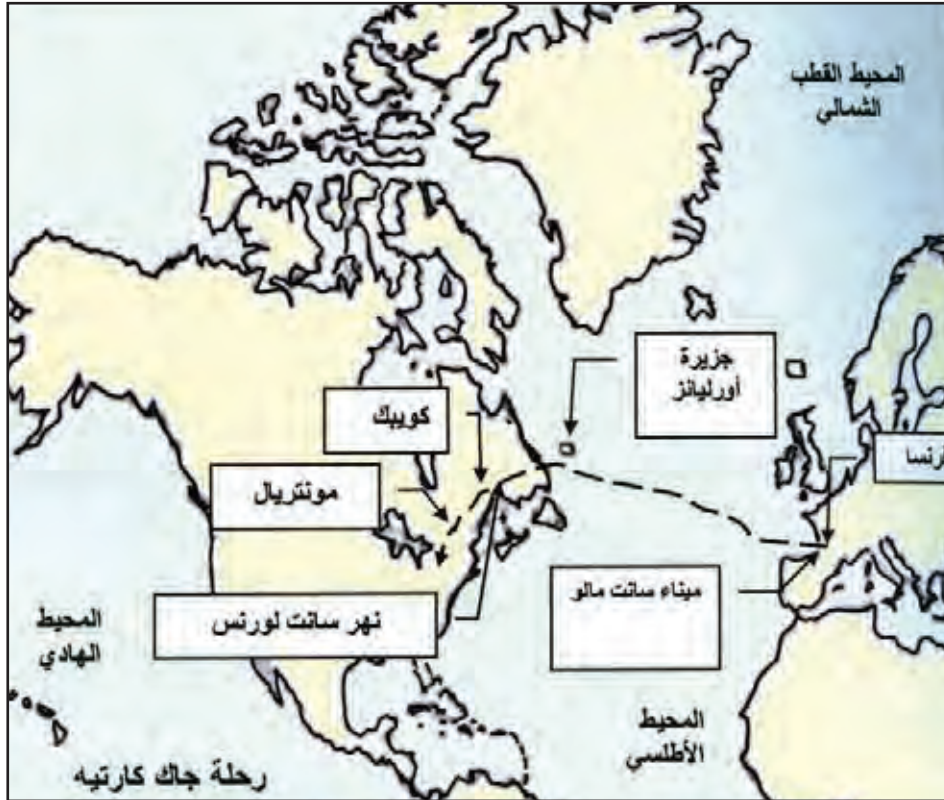 المحيط القطب
الشمالي
جزيرة
أورليانز
كويبك
رنسا
مونتريال
ميناء سانت مالو
نهر سانت لورنس
المحيط
الهادي
المحيط
الأطلسي
رحلة جاك كارتيه